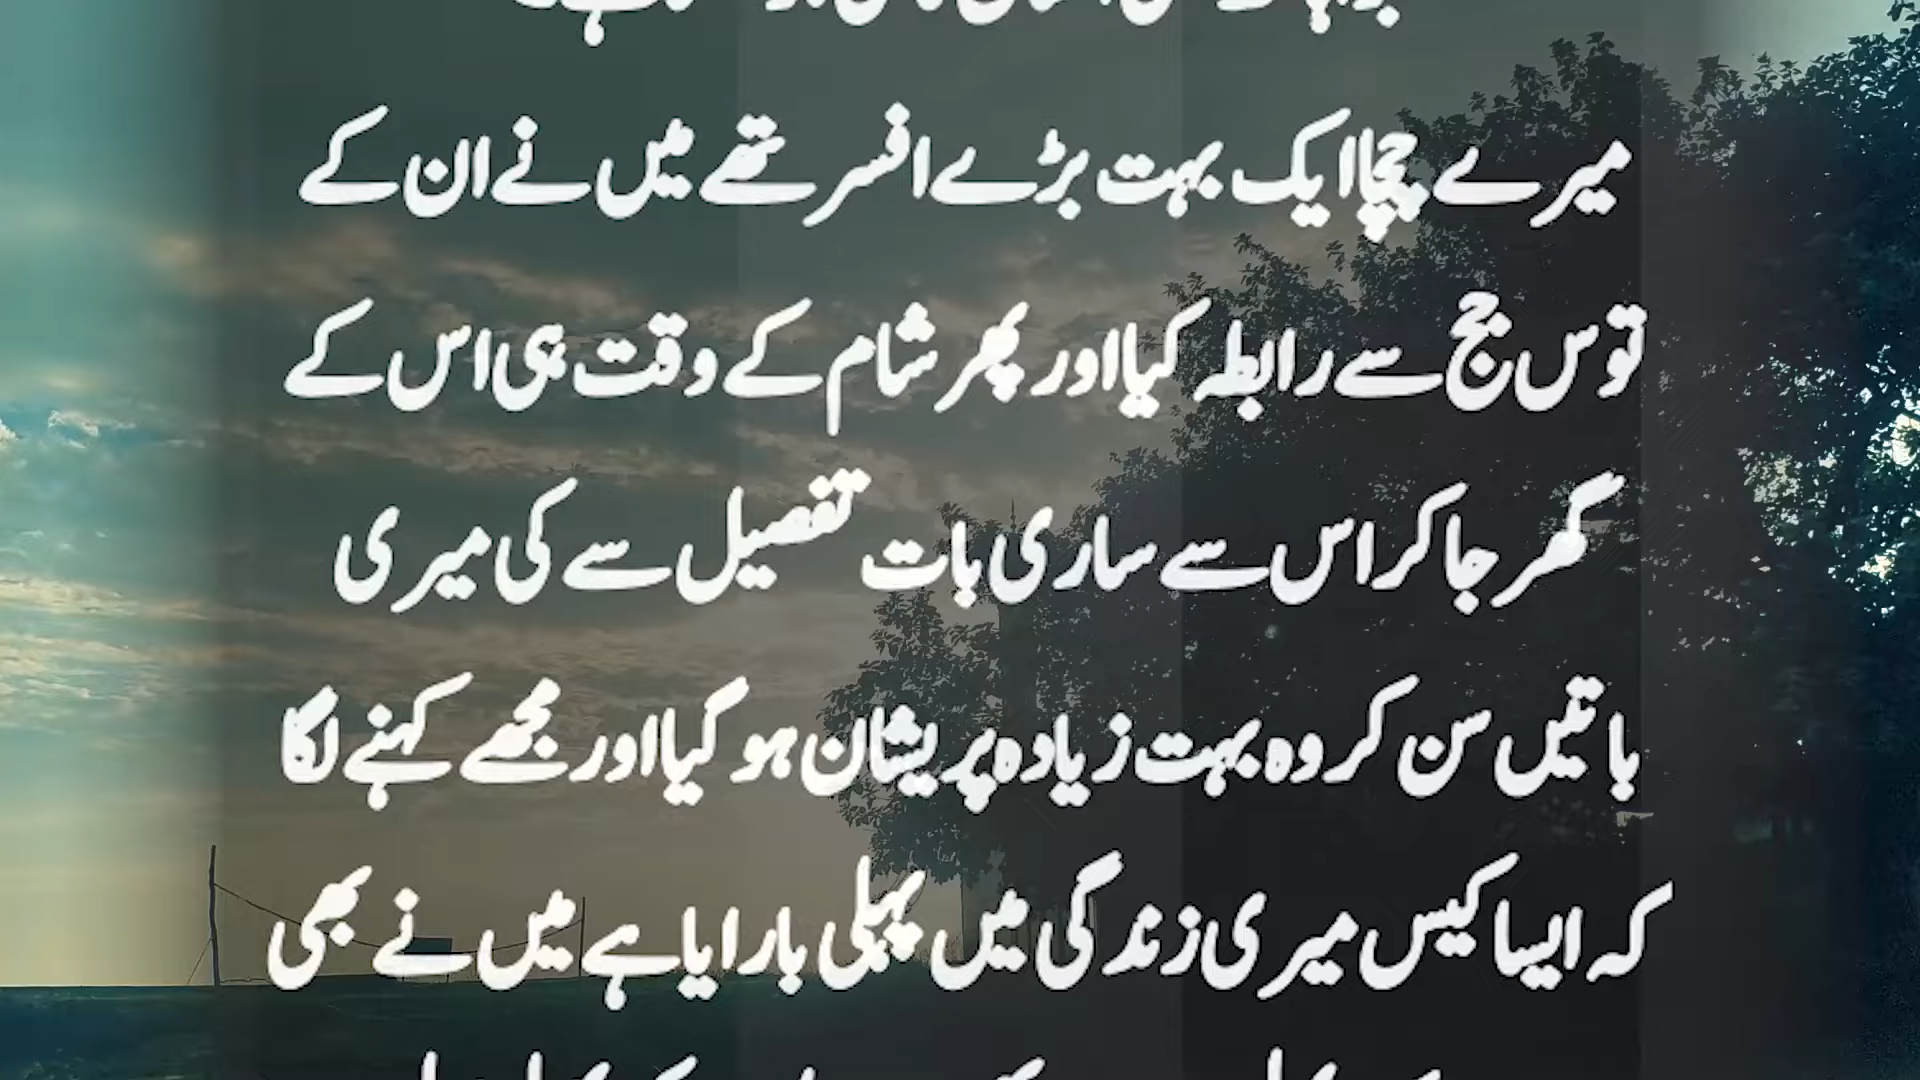 میرے چچا ایک بہت بڑے افسر تھے میں نے ان کے
توس جج سے رابطہ کیا اور پھر شام کے وقت ہی اس کے
گھر جا کر اس سے ساری بات تفصیل سے کی میری
باتیں سن کر وہ بہت زیادہ پریشان ہو گیا اور مجھے کہنے لگا
کہ ایسا کیس میری زندگی میں پہلی بار ایا ہے میں نے بھی